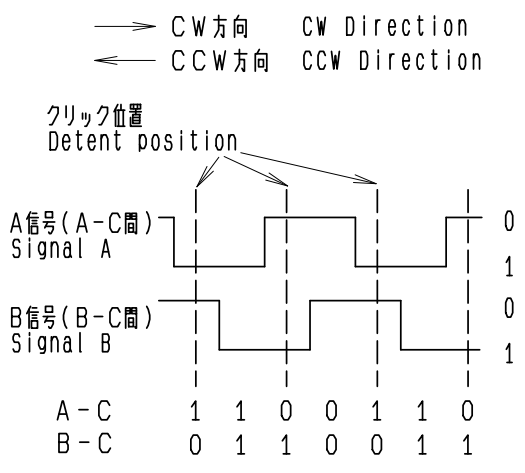 CW方向 CW Direction
CCW方向 CCW Direction
クリック位置
Detent position
A信号(A-C間) 0
Signal A 1
B信号(B-C間) 0
Signal B 1
A-C 1 1 0 0 1 1 0
B-C 0 1 1 0 0 1 1